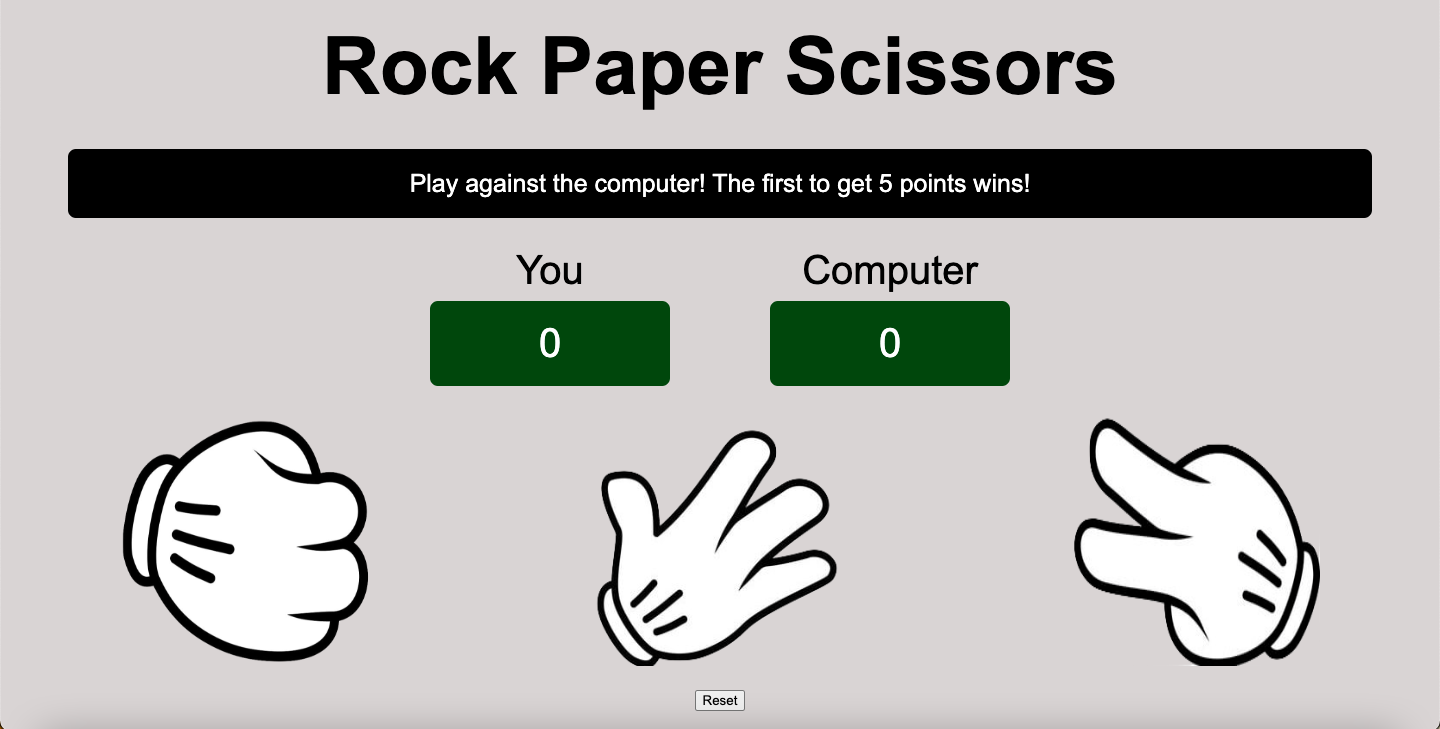 Rock Paper Scissors
Play against the computer! The first to get 5 points wins!
You
Computer
0
0
Reset